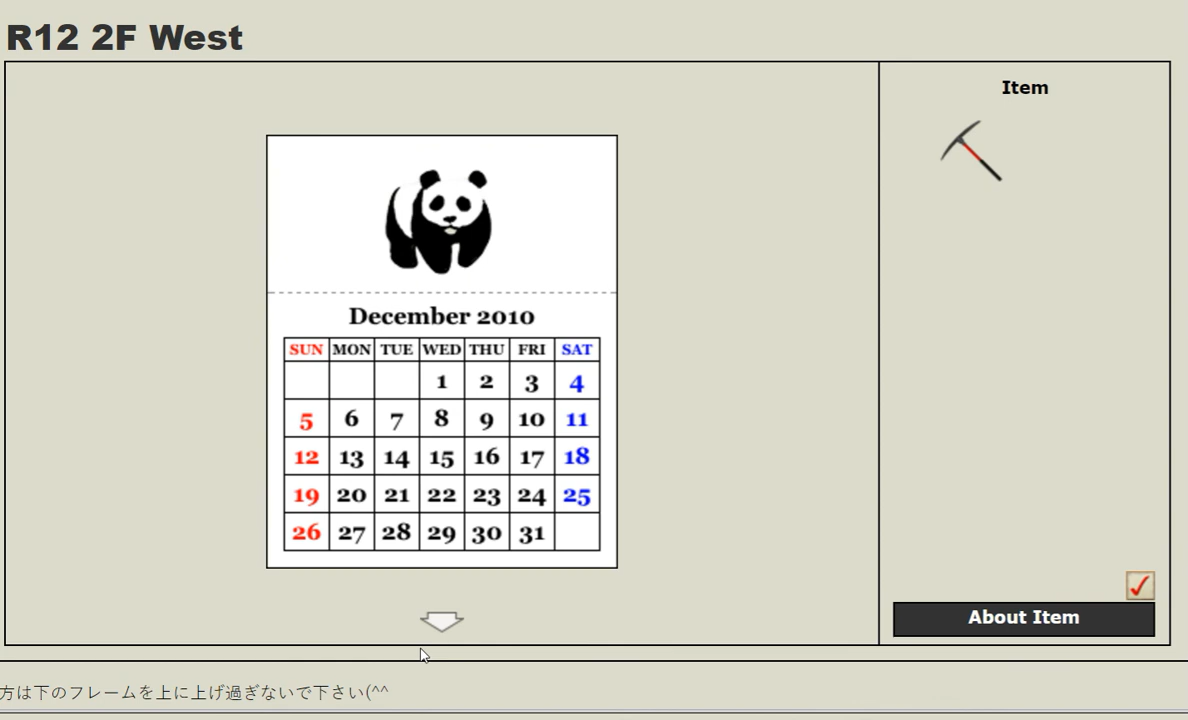 R12 2F West
Item
December 2010
SUN MON TUE WED THU FRI SAT
1 2 3 4
5 6 7 8 9 10 11
12 13 14 15 16 17 18
19 20 21 22 23 24 25
26 27 28 29 30 31
About Item
方は下のフレームを上に上げ過ぎないで下さい(^^